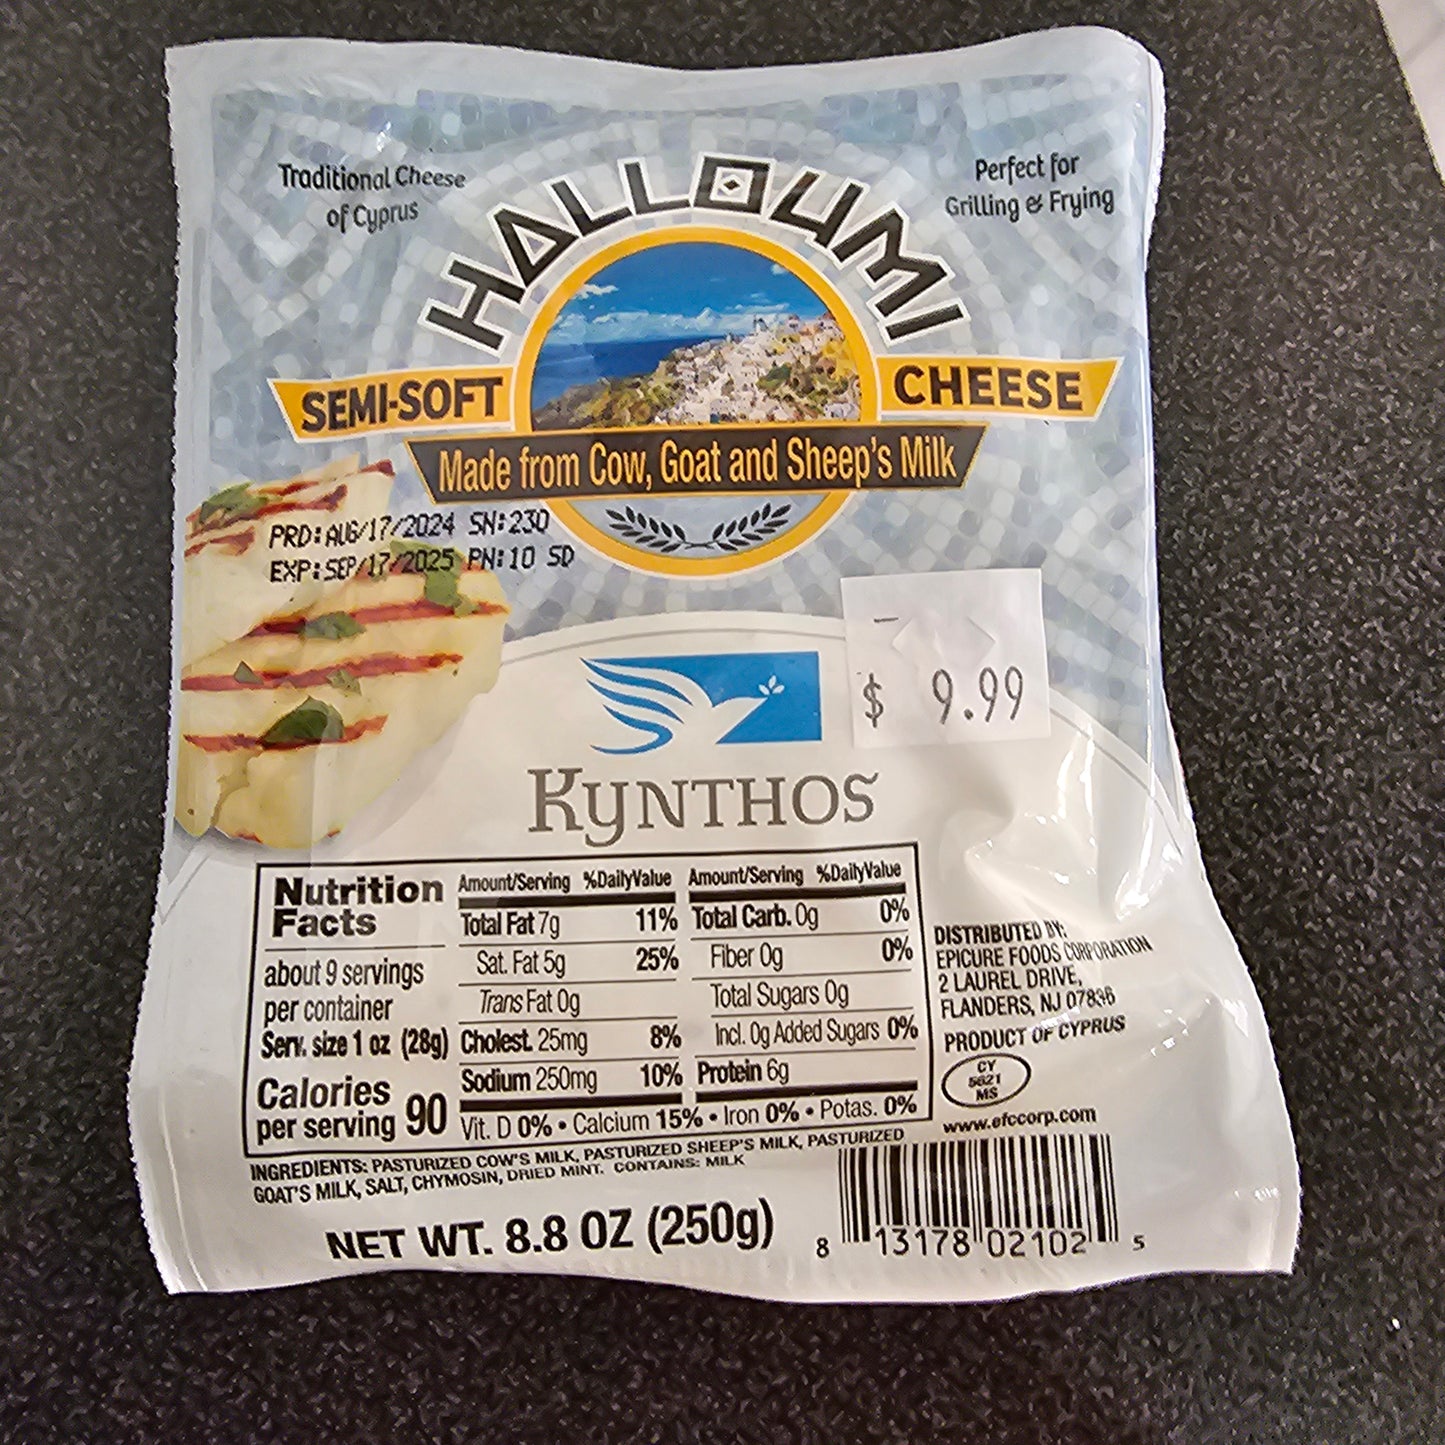 Traditional Cheese
of Cyprus
Perfect for
Grilling & Frying
HALLOUMI
SEMI-SOFT
CHEESE
Made from Cow, Goat and Sheep's Milk
PRD:AUG/17/2024 SN:230
EXP:SEP/17/2025 PN:10 SD
$ 9.99
KYNTHOS
Nutrition
Facts
about 9 servings
per container
Serv. size 1 oz (28g)
Calories
per serving 90
Amount/Serving %DailyValue
Total Fat 7g 11%
Sat. Fat 5g 25%
Trans Fat 0g
Cholest. 25mg 8%
Sodium 250mg 10%
Amount/Serving %DailyValue
Total Carb. 0g 0%
Fiber 0g 0%
Total Sugars 0g
Incl. 0g Added Sugars 0%
Protein 6g
Vit. D 0% • Calcium 15% • Iron 0% • Potas. 0%
DISTRIBUTED BY:
EPICURE FOODS CORPORATION
2 LAUREL DRIVE,
FLANDERS, NJ 07836
PRODUCT OF CYPRUS
CY
5621
MS
www.efccorp.com
INGREDIENTS: PASTURIZED COW'S MILK, PASTURIZED SHEEP'S MILK, PASTURIZED
GOAT'S MILK, SALT, CHYMOSIN, DRIED MINT. CONTAINS: MILK
NET WT. 8.8 OZ (250g)
8 13178 02102 5